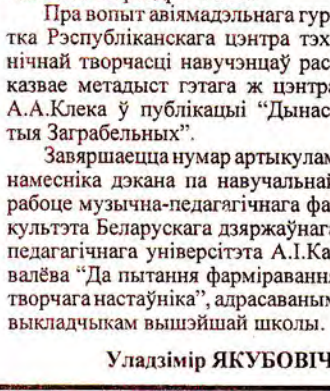 Пра вопыт авіямадэльнага гур-
тка Рэспубліканскага цэнтра тэх-
нічнай творчасці навучэнцаў рас-
казвае метадыст гэтага ж цэнтра
А.А.Клека ў публікацыі “Дынас-
тыя Заграбельных”.
Завяршаецца нумар артыкулам
намесніка дэкана па навучальнай
рабоце музычна-педагагічнага фа-
культэта Беларускага дзяржаўнага
педагагічнага універсітэта А.І.Ка-
валёва “Да пытання фарміравання
творчага настаўніка”, адрасаваным
выкладчыкам вышэйшай школы.
Уладзімір ЯКУБОВІЧ